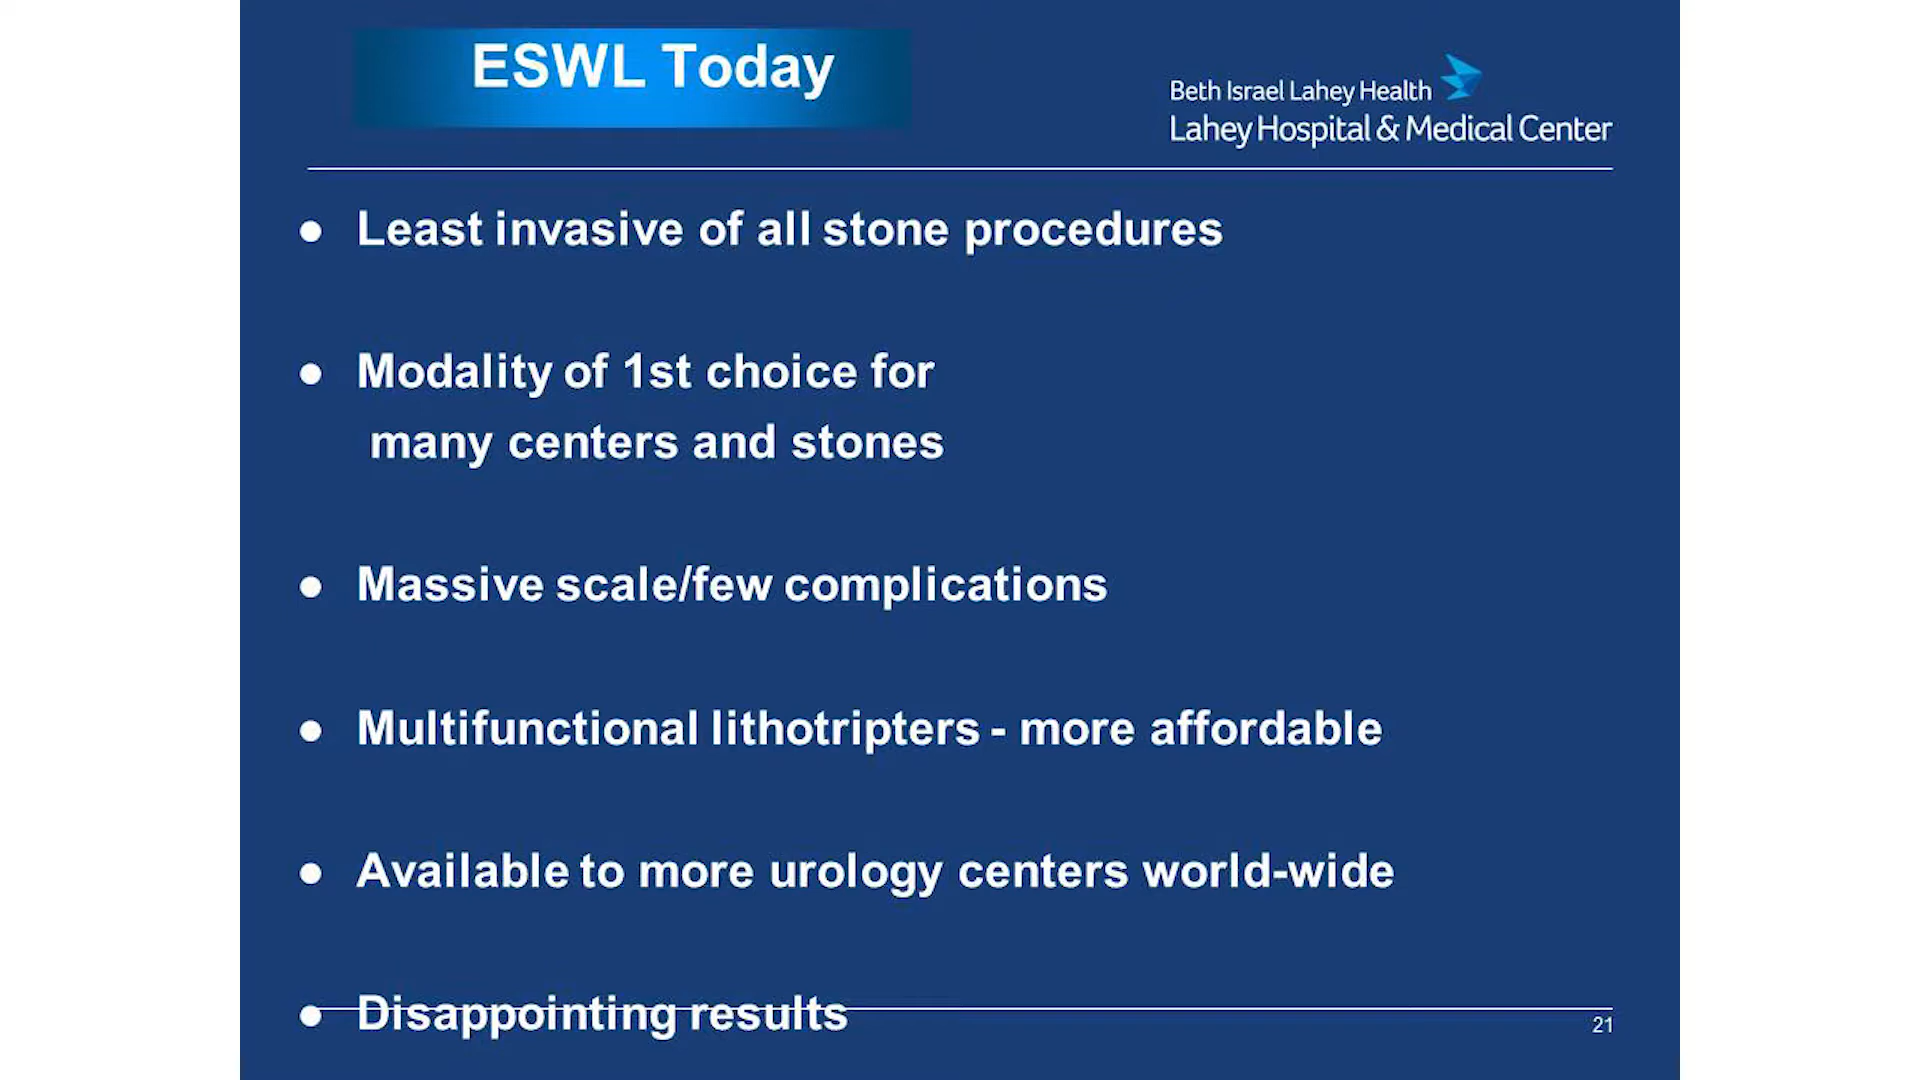 ESWL Today
Beth Israel Lahey Health
Lahey Hospital & Medical Center
● Least invasive of all stone procedures
● Modality of 1st choice for
many centers and stones
● Massive scale/few complications
● Multifunctional lithotripters - more affordable
● Available to more urology centers world-wide
● Disappointing results
21